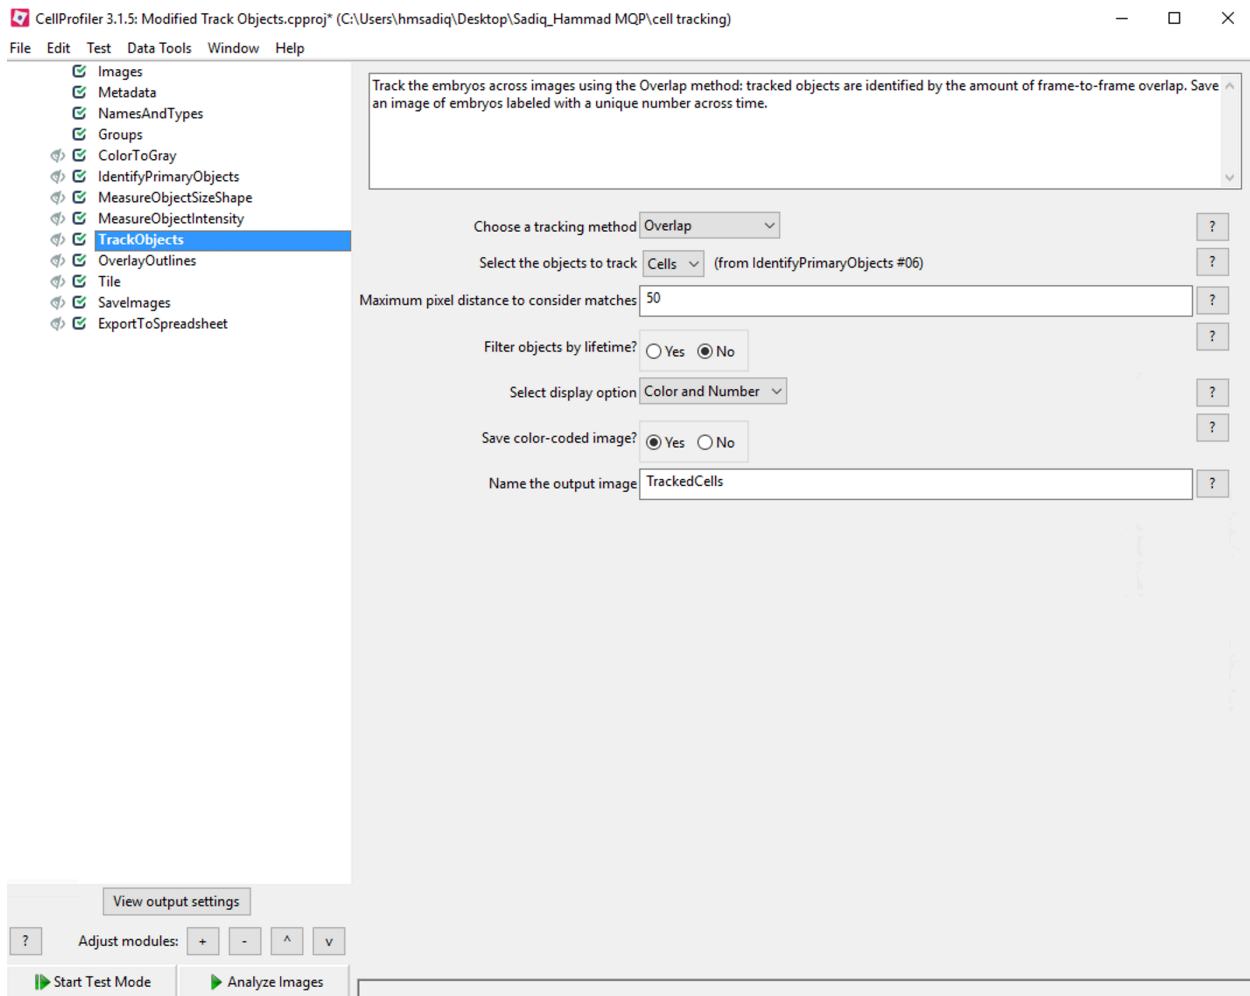 CellProfiler 3.1.5: Modified Track Objects.cpproj* (C:\Users\hmsadiq\Desktop\Sadiq_Hammad MQP\cell tracking)
File Edit Test Data Tools Window Help
Images
Metadata
NamesAndTypes
Groups
ColorToGray
IdentifyPrimaryObjects
MeasureObjectSizeShape
MeasureObjectIntensity
TrackObjects
OverlayOutlines
Tile
SaveImages
ExportToSpreadsheet
View output settings
? Adjust modules: + - ^ v
Start Test Mode Analyze Images
Track the embryos across images using the Overlap method: tracked objects are identified by the amount of frame-to-frame overlap. Save
an image of embryos labeled with a unique number across time.
Choose a tracking method Overlap ?
Select the objects to track Cells (from IdentifyPrimaryObjects #06) ?
Maximum pixel distance to consider matches 50 ?
Filter objects by lifetime? Yes No ?
Select display option Color and Number ?
Save color-coded image? Yes No ?
Name the output image TrackedCells ?